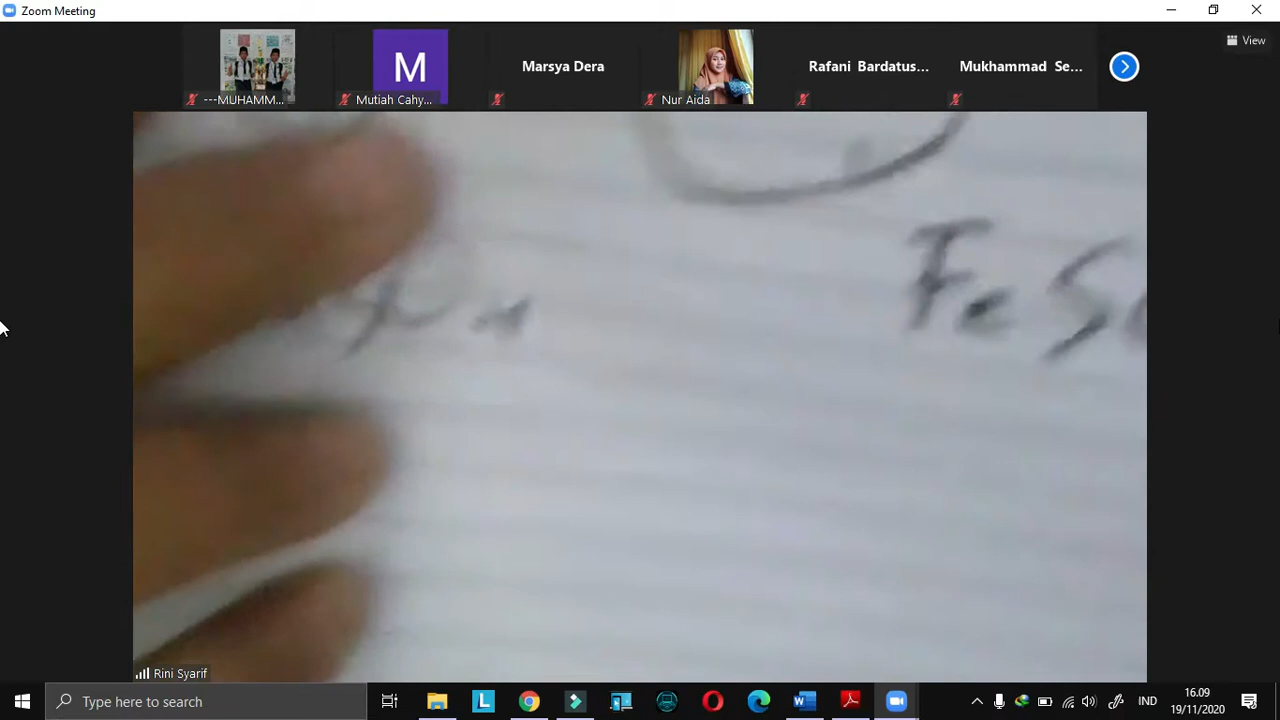 Zoom Meeting
View
---MUHAMM...
Mutiah Cahy...
M
Marsya Dera
Nur Aida
Rafani Bardatus...
Mukhammad Se...
FeS
Rini Syarif
Type here to search
IND
16.09
19/11/2020